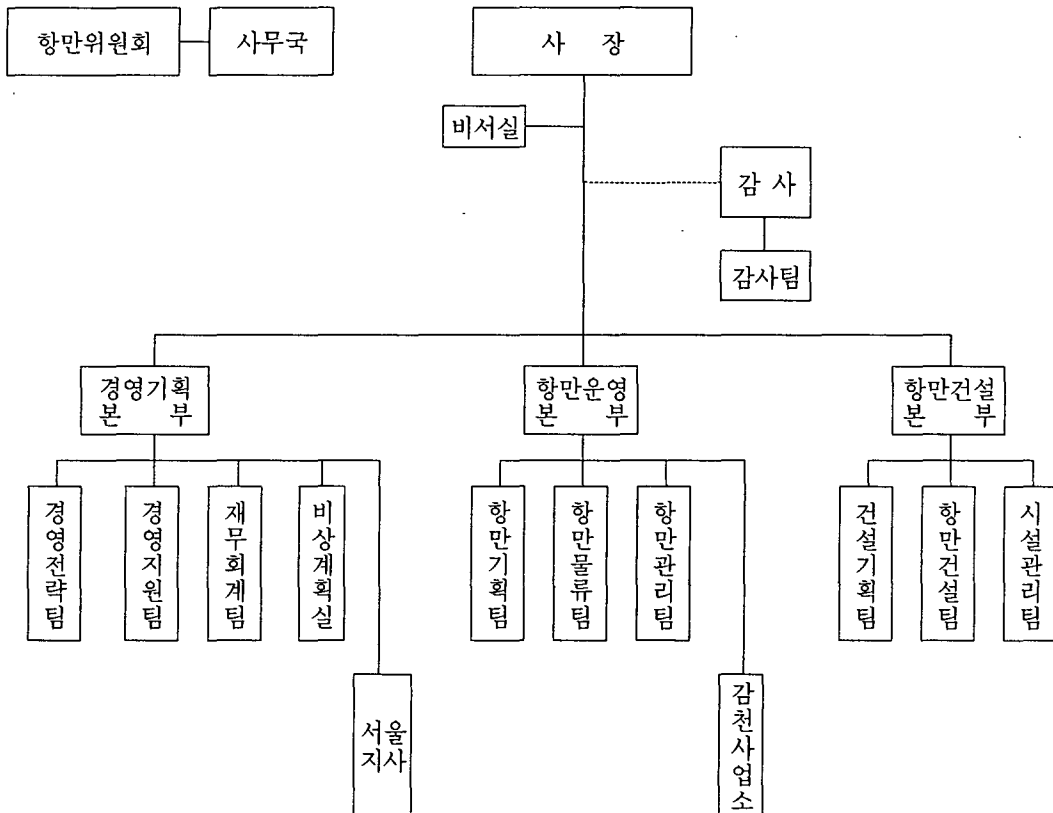 항만위원회
사무국
사 장
비서실
감 사
감사팀
경영기획
본 부
항만운영
본 부
항만건설
본 부
경영전략팀
경영지원팀
재무회계팀
비상계획실
항만기획팀
항만물류팀
항만관리팀
건설기획팀
항만건설팀
시설관리팀
서울
지사
감천사업소